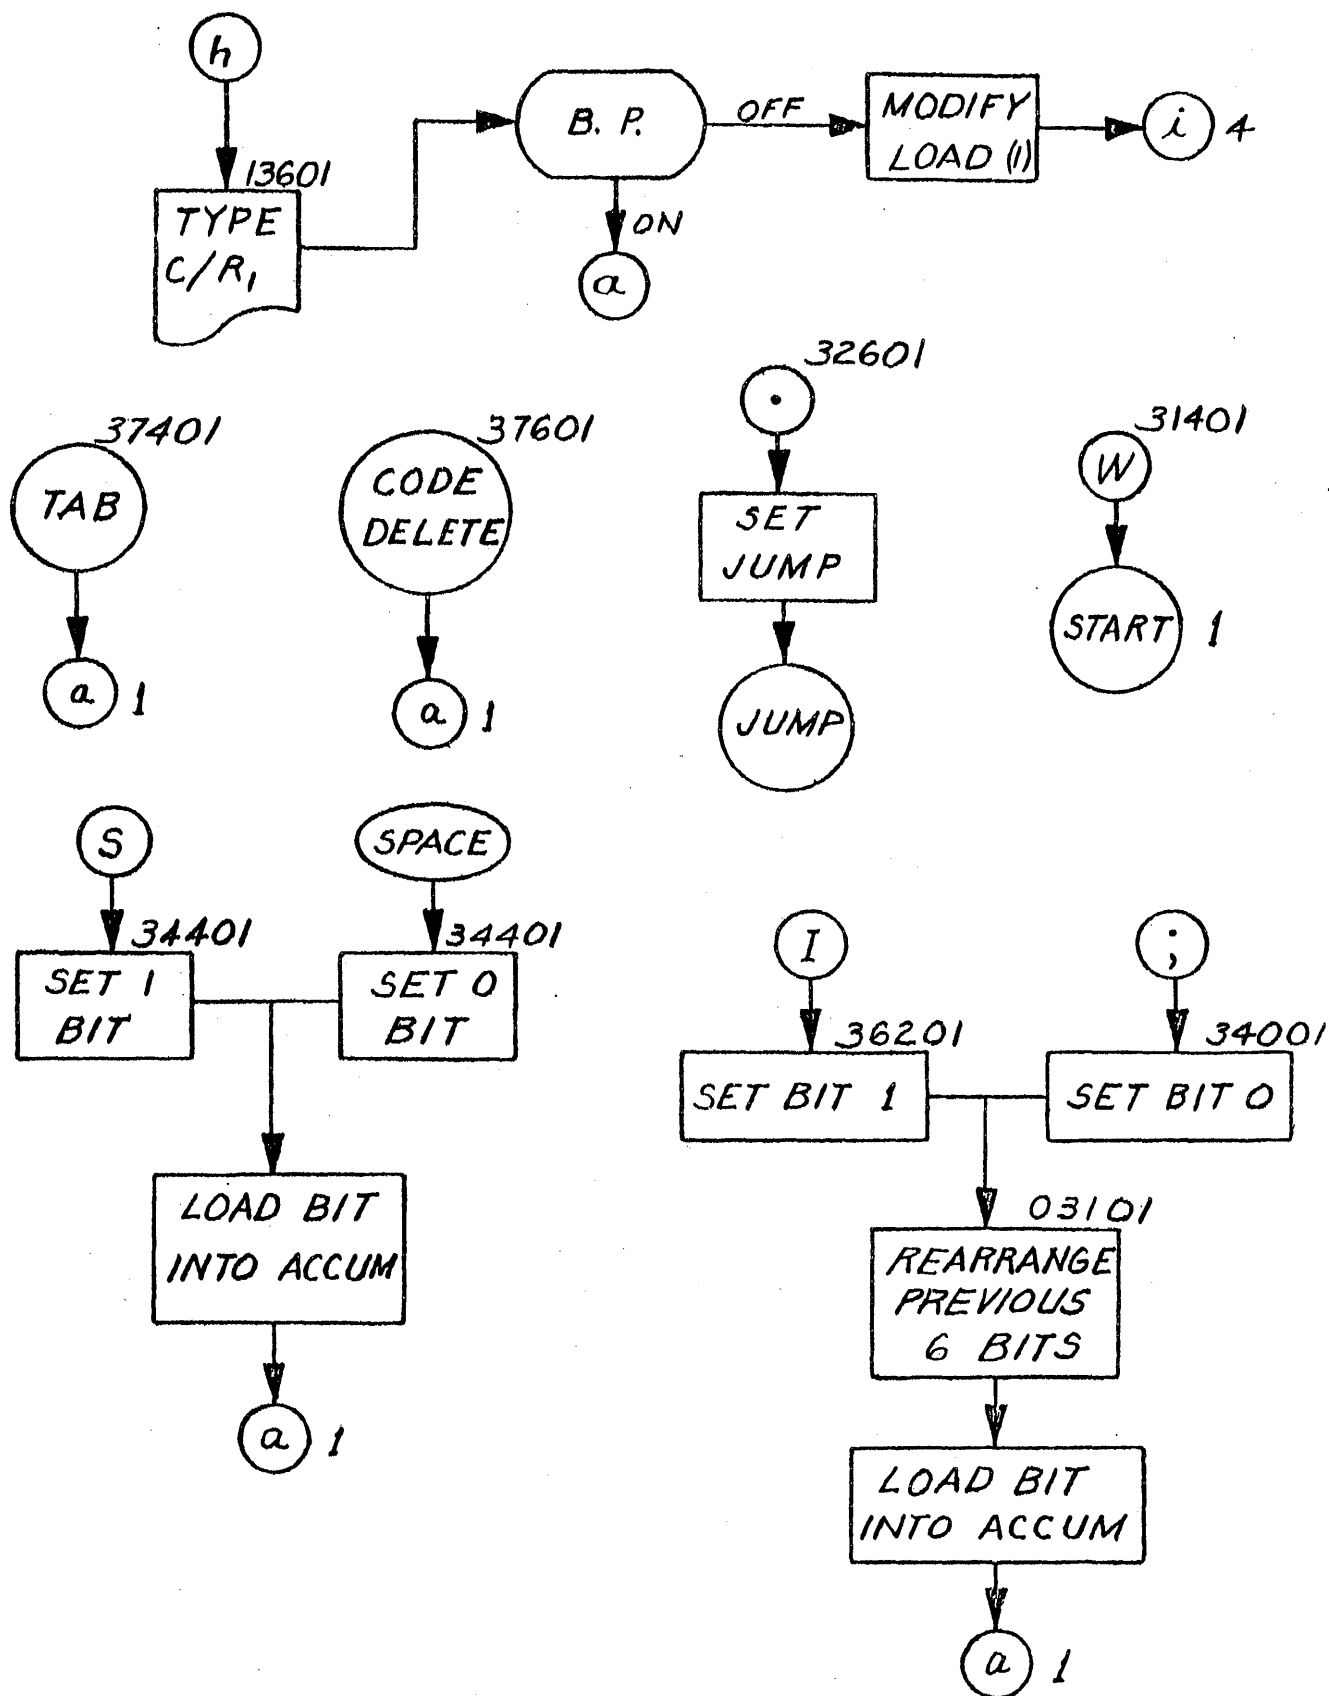 h
13601
TYPE
C/R1
B. P.
OFF
ON
a
MODIFY
LOAD (1)
i 4
37401
TAB
a 1
37601
CODE
DELETE
a 1
32601
•
SET
JUMP
JUMP
31401
W
START 1
S
34401
SET 1
BIT
SPACE
34401
SET 0
BIT
LOAD BIT
INTO ACCUM
a 1
I
36201
SET BIT 1
;
34001
SET BIT 0
03101
REARRANGE
PREVIOUS
6 BITS
LOAD BIT
INTO ACCUM
a 1